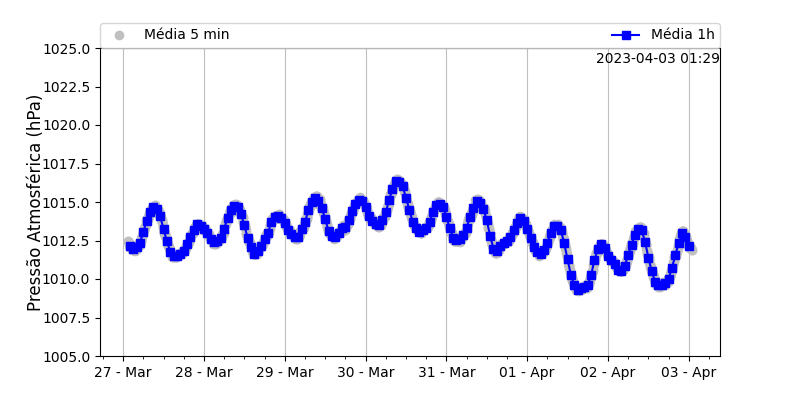 Média 5 min
Média 1h
2023-04-03 01:29
Pressão Atmosférica (hPa)
1025.0
1022.5
1020.0
1017.5
1015.0
1012.5
1010.0
1007.5
1005.0
27 - Mar 28 - Mar 29 - Mar 30 - Mar 31 - Mar 01 - Apr 02 - Apr 03 - Apr